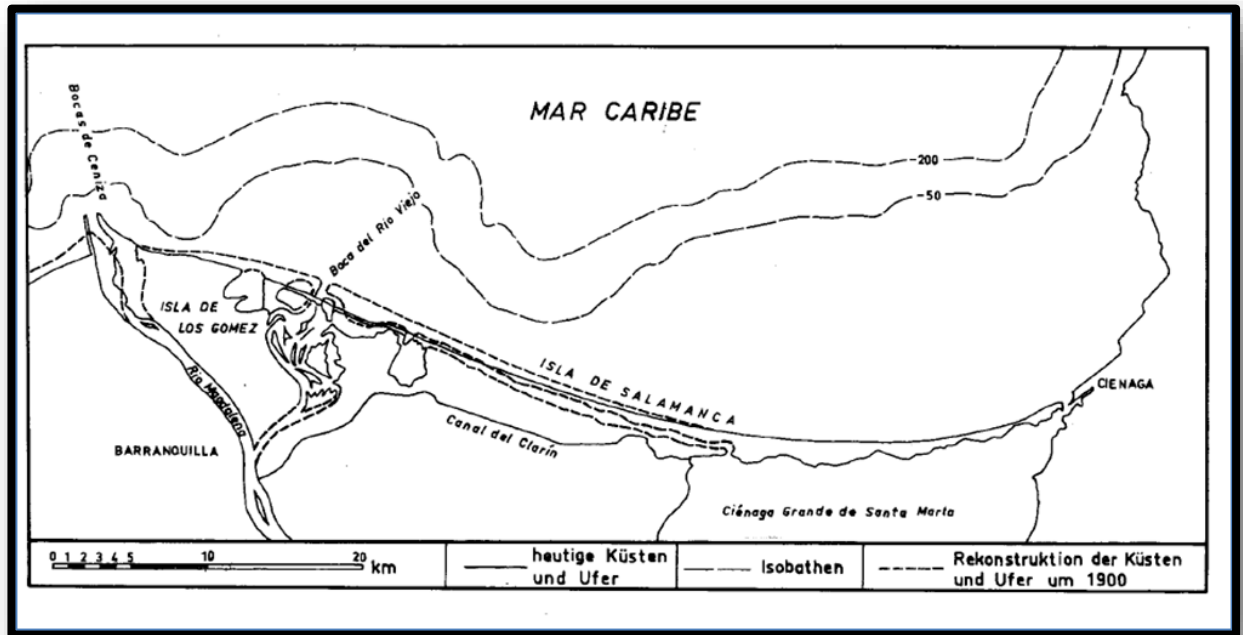 MAR CARIBE
Bocas de Ceniza
-200
-50
Boca del Rio Viejo
ISLA DE
LOS GOMEZ
ISLA DE SALAMANCA
CIENAGA
Rio Magdalena
Canal del Clarín
BARRANQUILLA
Ciénaga Grande de Santa Marta
0 1 2 3 4 5 10 20 km
heutige Küsten
und Ufer
Isobathen
Rekonstruktion der Küsten
und Ufer um 1900